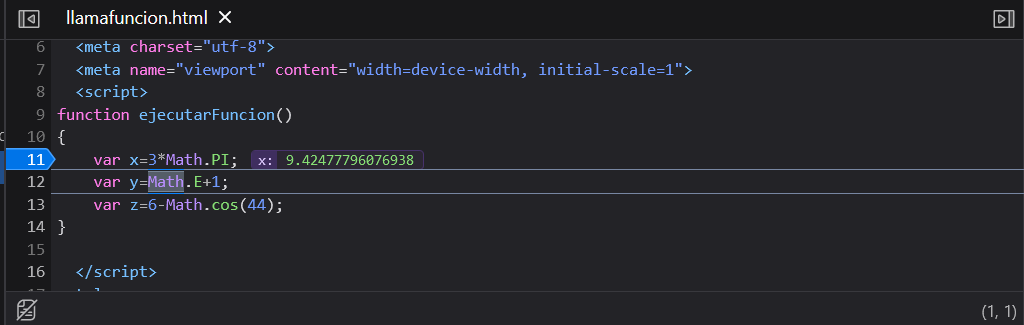 llamafuncion.html
6 <meta charset="utf-8">
7 <meta name="viewport" content="width=device-width, initial-scale=1">
8 <script>
9 function ejecutarFuncion()
10 {
11 var x=3*Math.PI; x: 9.42477796076938
12 var y=Math.E+1;
13 var z=6-Math.cos(44);
14 }
15
16 </script>
(1, 1)